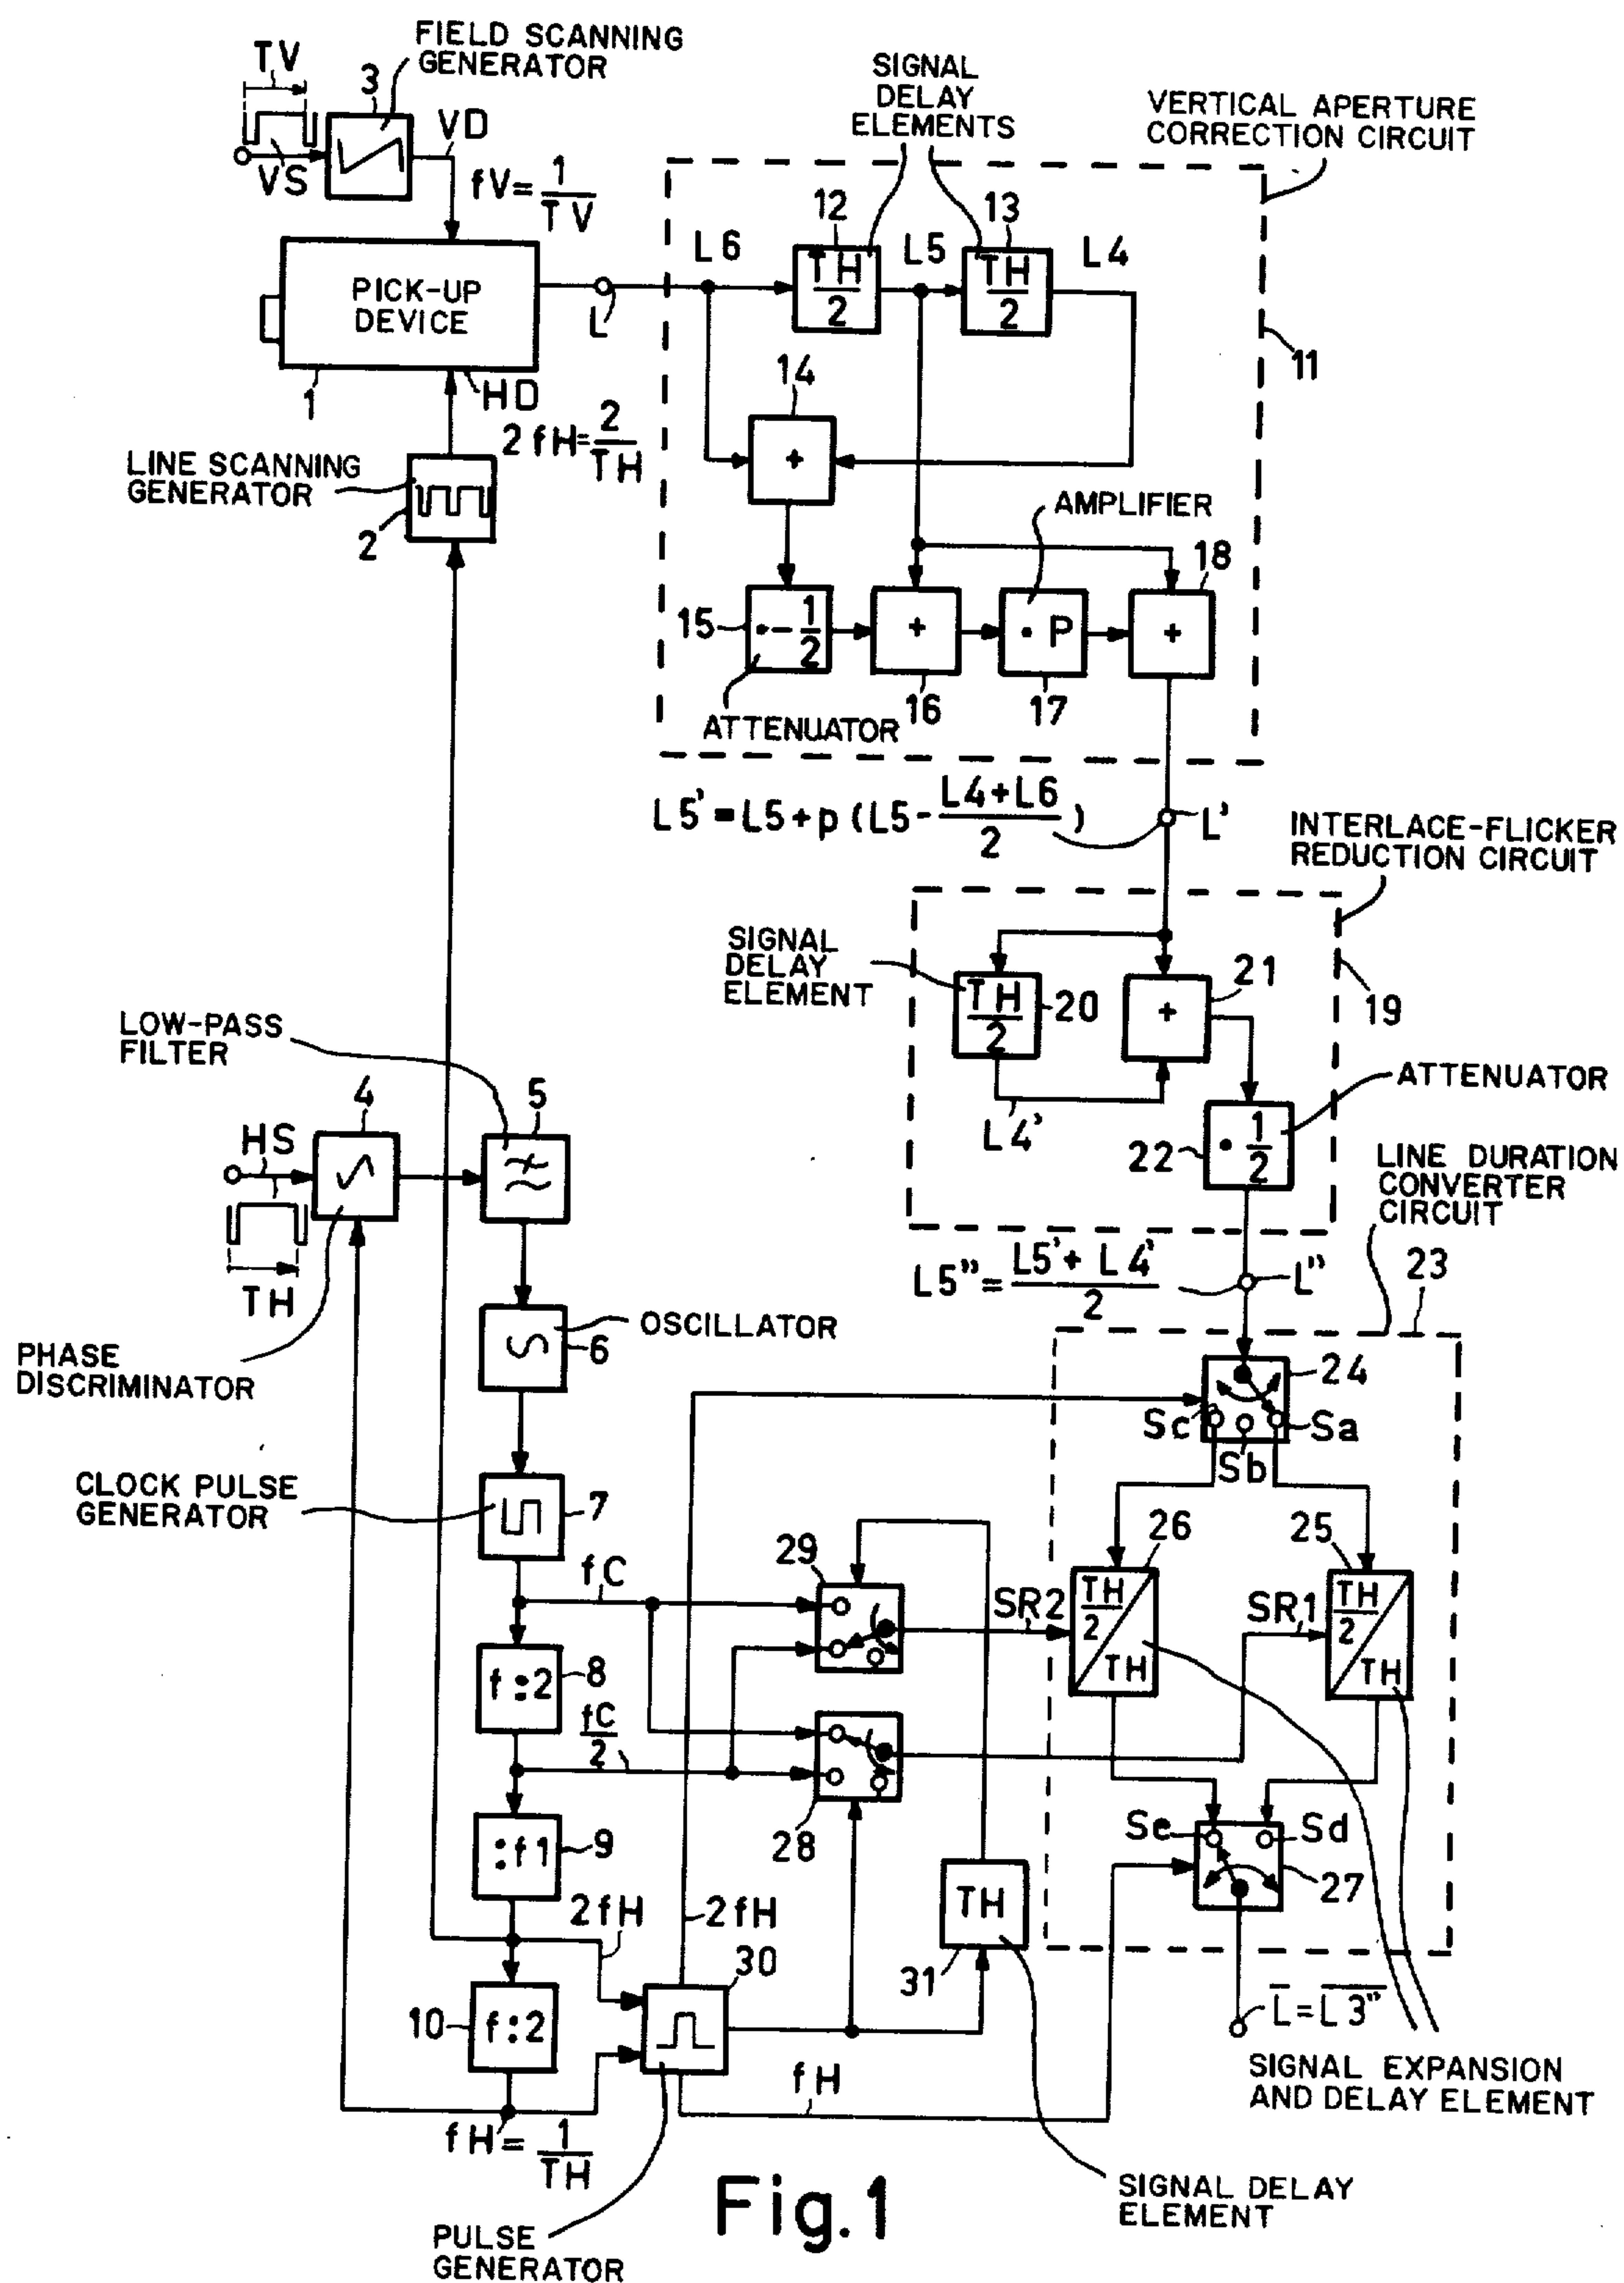 FIELD SCANNING
GENERATOR
TV
3
VD
VS
fV = 1/TV
SIGNAL
DELAY
ELEMENTS
VERTICAL APERTURE
CORRECTION CIRCUIT
L6
12
TH/2
L5
13
TH/2
L4
PICK-UP
DEVICE
L
11
1
HD
2fH = 2/TH
14
+
LINE SCANNING
GENERATOR
2
AMPLIFIER
18
15
·-1/2
+
· P
+
16
17
ATTENUATOR
L5' = L5 + p (L5 - L4+L6/2)
L'
INTERLACE-FLICKER
REDUCTION CIRCUIT
SIGNAL
DELAY
ELEMENT
TH/2
20
+
21
19
LOW-PASS
FILTER
ATTENUATOR
L4'
22
· 1/2
4
5
HS
TH
LINE DURATION
CONVERTER
CIRCUIT
23
L5" = L5' + L4'/2
L"
PHASE
DISCRIMINATOR
OSCILLATOR
6
24
Sc
Sb
Sa
CLOCK PULSE
GENERATOR
7
29
fC
26
25
SR2
TH/2
TH
SR1
TH/2
TH
f:2
8
fC/2
28
:f1
9
Se
Sd
27
2fH
2fH
TH
31
30
10
f:2
L = L3"
fH
fH = 1/TH
SIGNAL EXPANSION
AND DELAY ELEMENT
SIGNAL DELAY
ELEMENT
PULSE
GENERATOR
Fig.1